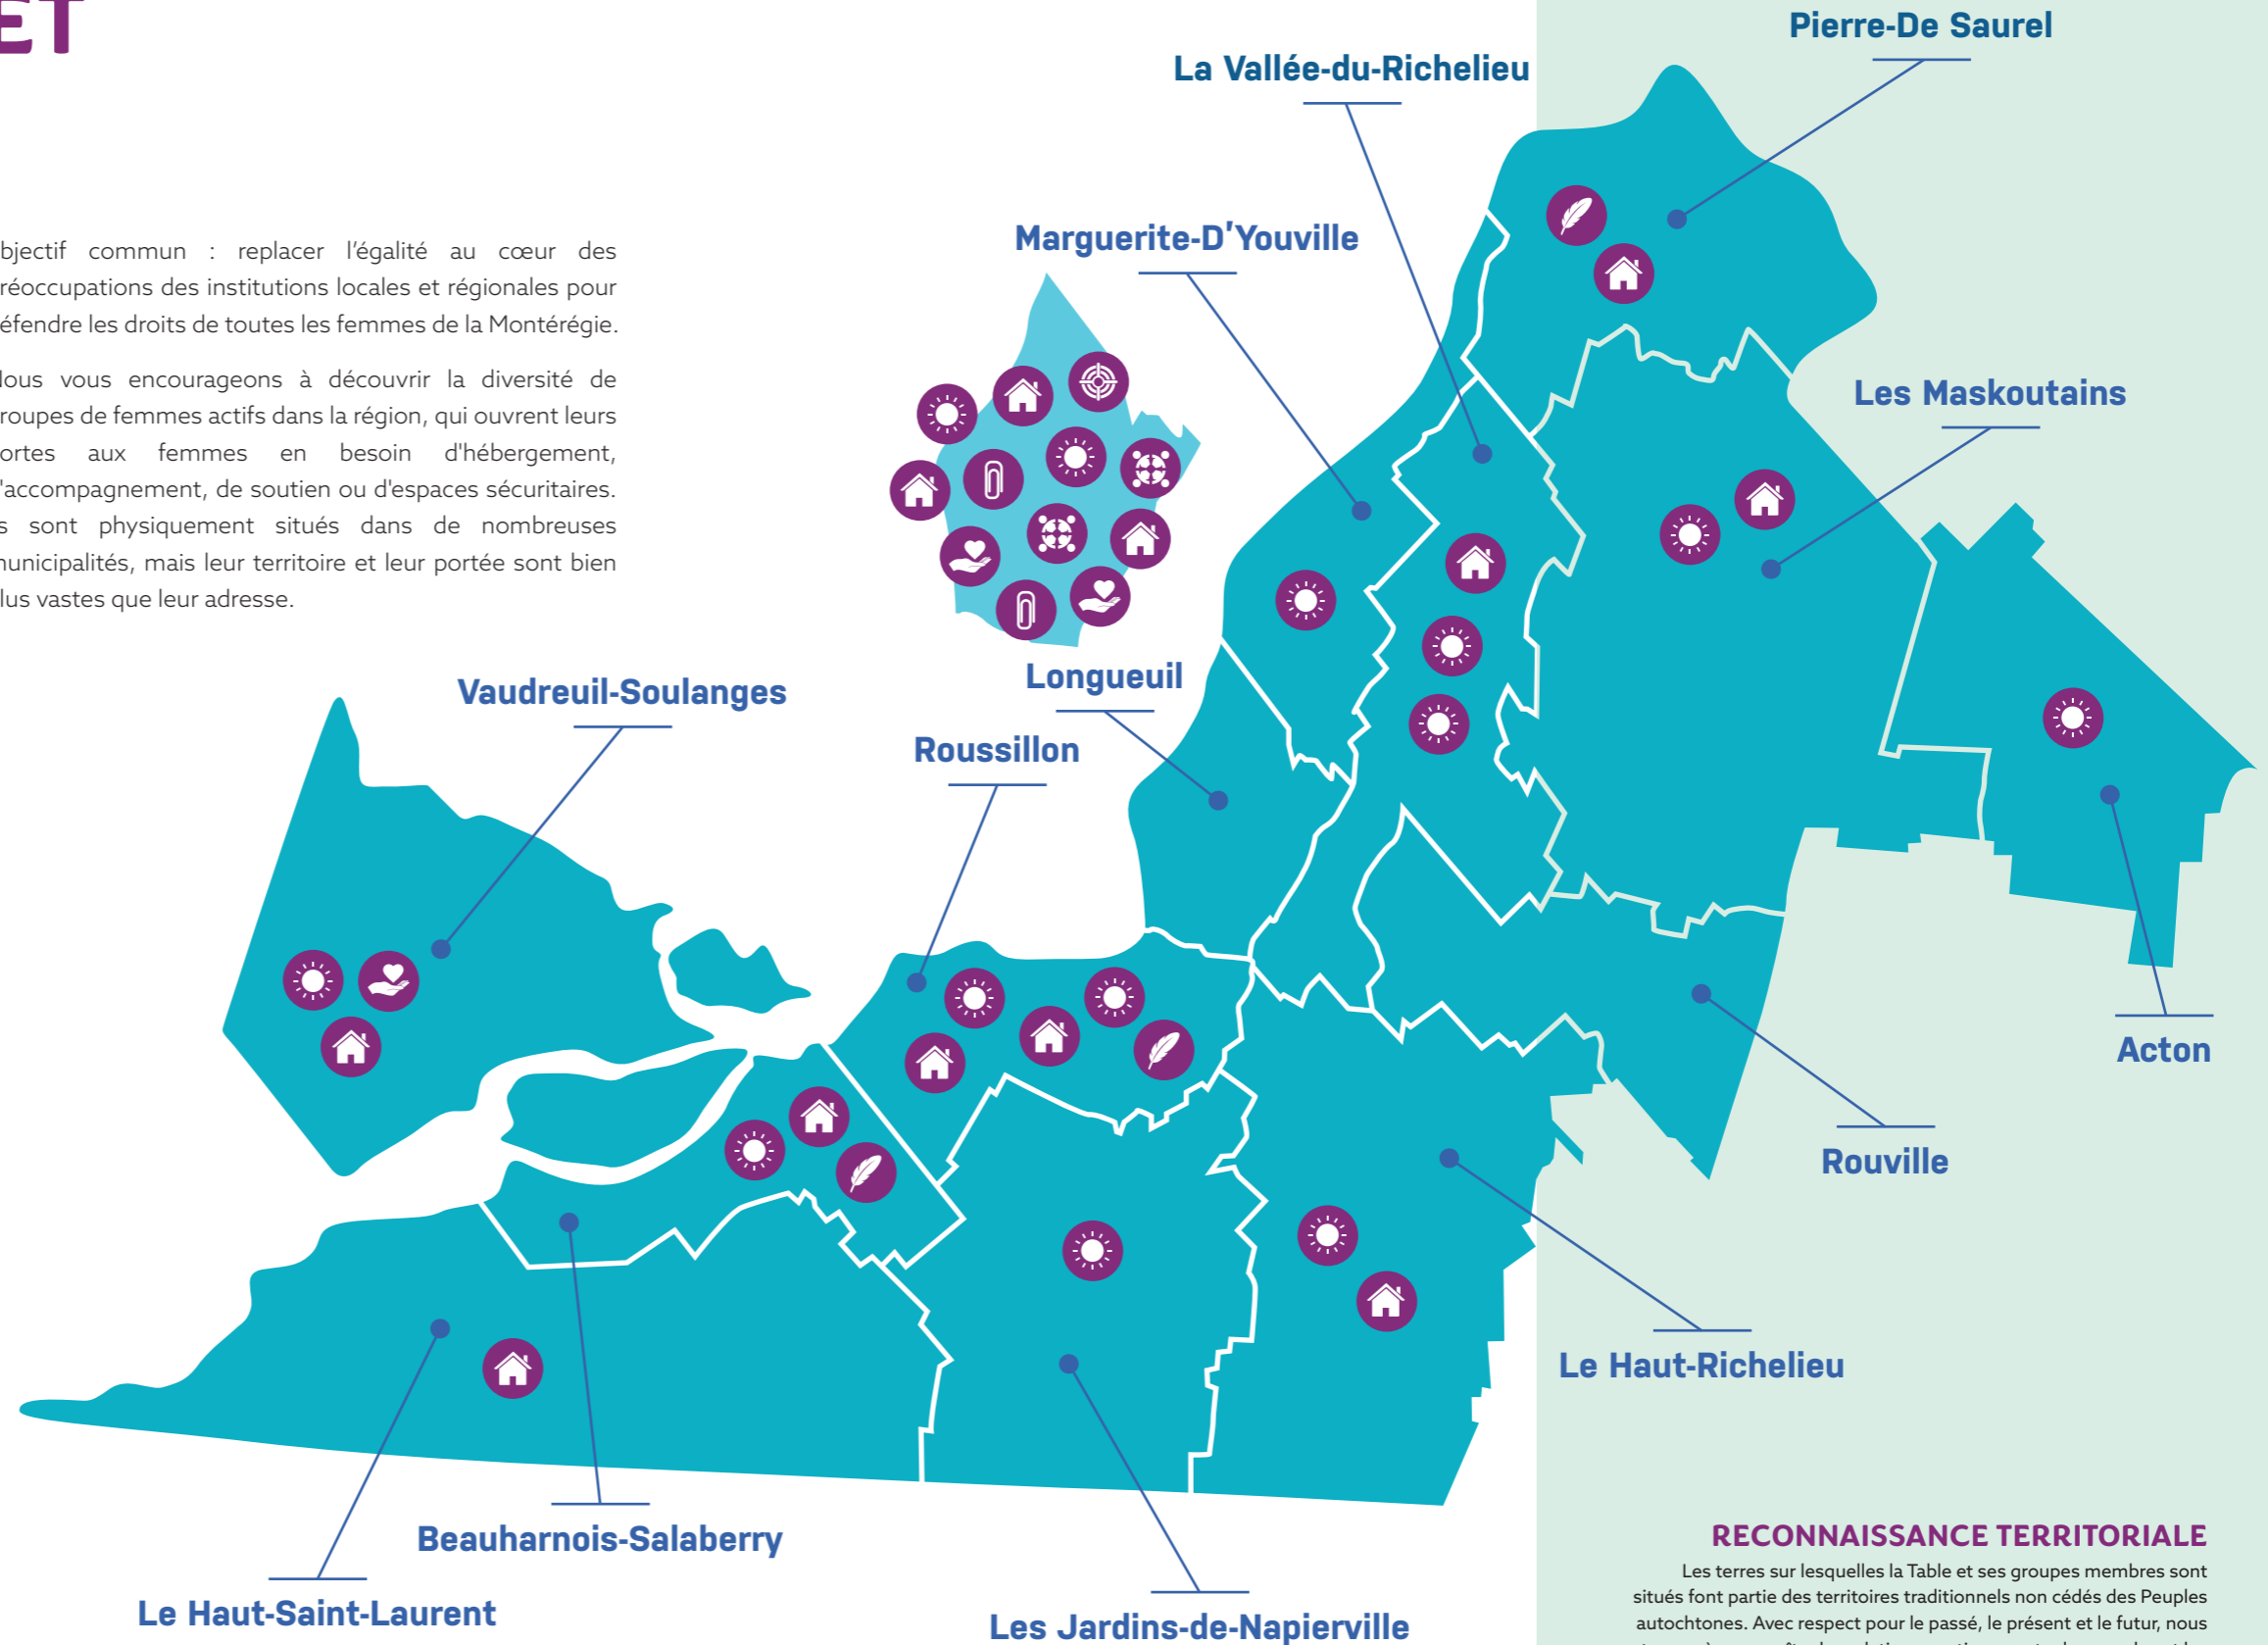 ET
bjectif commun : replacer l’égalité au cœur des
réoccupations des institutions locales et régionales pour
éfendre les droits de toutes les femmes de la Montérégie.
lous vous encourageons à découvrir la diversité de
roupes de femmes actifs dans la région, qui ouvrent leurs
ortes aux femmes en besoin d'hébergement,
'accompagnement, de soutien ou d'espaces sécuritaires.
s sont physiquement situés dans de nombreuses
nunicipalités, mais leur territoire et leur portée sont bien
lus vastes que leur adresse.
Pierre-De Saurel
La Vallée-du-Richelieu
Marguerite-D’Youville
Les Maskoutains
Longueuil
Vaudreuil-Soulanges
Roussillon
Acton
Rouville
Le Haut-Richelieu
Beauharnois-Salaberry
Le Haut-Saint-Laurent
Les Jardins-de-Napierville
RECONNAISSANCE TERRITORIALE
Les terres sur lesquelles la Table et ses groupes membres sont
situés font partie des territoires traditionnels non cédés des Peuples
autochtones. Avec respect pour le passé, le présent et le futur, nous